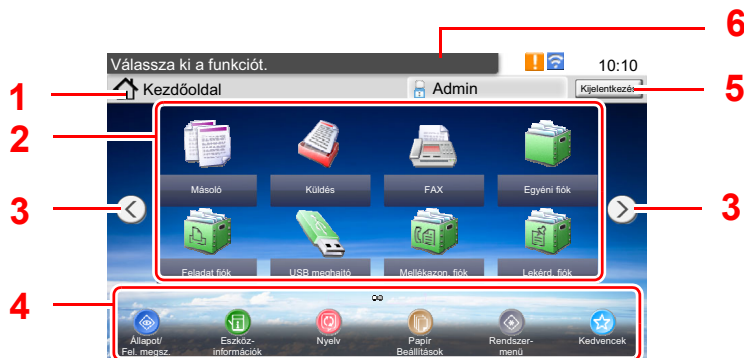 6
Válassza ki a funkciót.
10:10
1
Kezdőoldal
Admin
Kijelentkezés
5
2
Másoló
Küldés
FAX
Egyéni fiók
3
3
Feladat fiók
USB meghajtó
Mellékazon. fiók
Lekérd. fiók
4
Állapot/
Fel. megsz.
Eszköz-
információk
Nyelv
Papír
Beállítások
Rendszer-
menü
Kedvencek